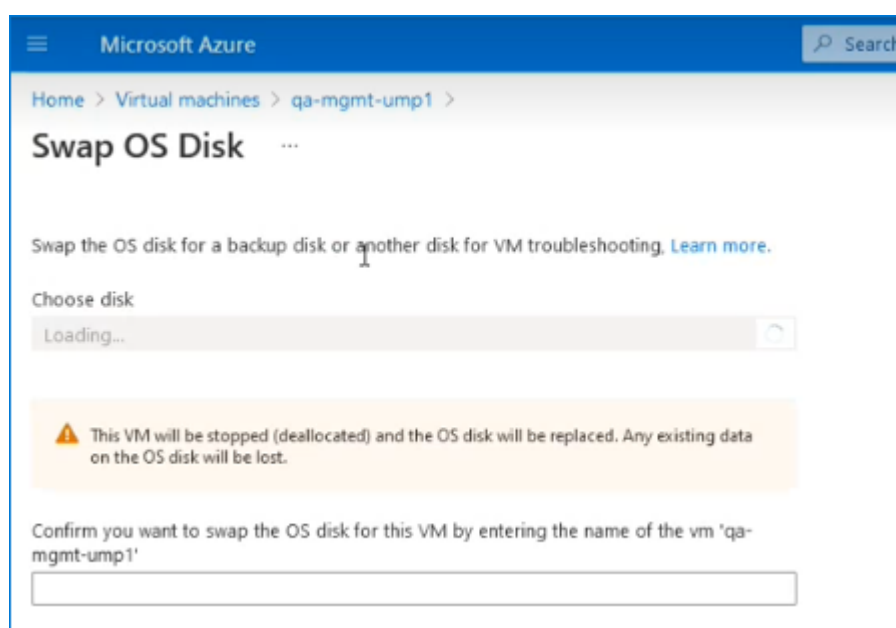 Microsoft Azure
Search
Home > Virtual machines > qa-mgmt-ump1 >
Swap OS Disk ...
Swap the OS disk for a backup disk or another disk for VM troubleshooting, Learn more.
Choose disk
Loading...
This VM will be stopped (deallocated) and the OS disk will be replaced. Any existing data
on the OS disk will be lost.
Confirm you want to swap the OS disk for this VM by entering the name of the vm 'qa-
mgmt-ump1'